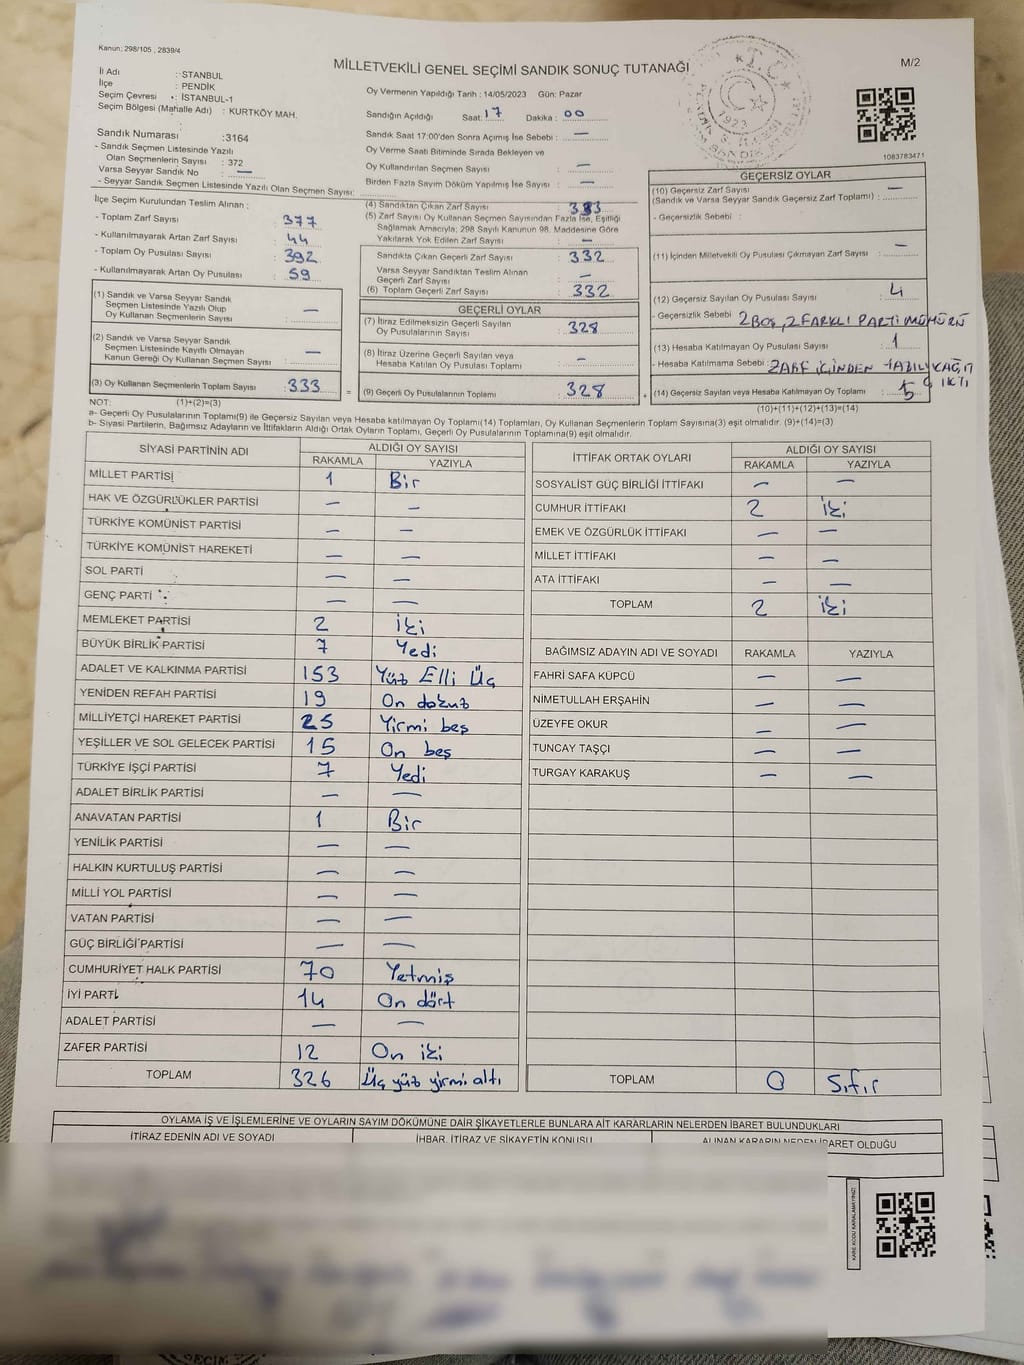 Kanun: 298/105 , 2839/4
MİLLETVEKİLİ GENEL SEÇİMİ SANDIK SONUÇ TUTANAĞI
M/2
İl Adı : İSTANBUL
İlçe : PENDİK
Seçim Çevresi : İSTANBUL-1
Seçim Bölgesi (Mahalle Adı) : KURTKÖY MAH.
Sandık Numarası :3164
- Sandık Seçmen Listesinde Yazılı
Olan Seçmenlerin Sayısı : 372
Varsa Seyyar Sandık No —
- Seyyar Sandık Seçmen Listesinde Yazılı Olan Seçmen Sayısı:
Oy Vermenin Yapıldığı Tarih : 14/05/2023 Gün: Pazar
Sandığın Açıldığı Saat: 17 Dakika : 00
Sandık Saat 17:00'den Sonra Açımış İse Sebebi : —
Oy Verme Saati Bitiminde Sırada Bekleyen ve
Oy Kullandırılan Seçmen Sayısı : —
Birden Fazla Sayım Döküm Yapılmış İse Sayısı : —
1083783471
İlçe Seçim Kurulundan Teslim Alınan :
- Toplam Zarf Sayısı : 377
- Kullanılmayarak Artan Zarf Sayısı : 44
- Toplam Oy Pusulası Sayısı : 392
- Kullanılmayarak Artan Oy Pusulası : 59
(1) Sandık ve Varsa Seyyar Sandık
Seçmen Listesinde Yazılı Olup
Oy Kullanan Seçmenlerin Sayısı : —
(2) Sandık ve Varsa Seyyar Sandık
Seçmen Listesinde Kayıtlı Olmayan
Kanun Gereği Oy Kullanan Seçmen Sayısı : —
(3) Oy Kullanan Seçmenlerin Toplam Sayısı : 333 =
(4) Sandıktan Çıkan Zarf Sayısı : 333
(5) Zarf Sayısı Oy Kullanan Seçmen Sayısından Fazla İse, Eşitliği
Sağlamak Amacıyla; 298 Sayılı Kanunun 98. Maddesine Göre
Yakılarak Yok Edilen Zarf Sayısı : —
Sandıkta Çıkan Geçerli Zarf Sayısı : 332
Varsa Seyyar Sandıktan Teslim Alınan
Geçerli Zarf Sayısı : —
(6) Toplam Geçerli Zarf Sayısı : 332
GEÇERLİ OYLAR
(7) İtiraz Edilmeksizin Geçerli Sayılan
Oy Pusulalarının Sayısı : 328
(8) İtiraz Üzerine Geçerli Sayılan veya
Hesaba Katılan Oy Pusulası Toplamı : —
(9) Geçerli Oy Pusulalarının Toplamı : 328 +
GEÇERSİZ OYLAR
(10) Geçersiz Zarf Sayısı
(Sandık ve Varsa Seyyar Sandık Geçersiz Zarf Toplamı) : —
- Geçersizlik Sebebi :
(11) İçinden Milletvekili Oy Pusulası Çıkmayan Zarf Sayısı : —
(12) Geçersiz Sayılan Oy Pusulası Sayısı : 4
- Geçersizlik Sebebi : 2 BOŞ, 2 FARKLI PARTİ MÜHÜRÜ
(13) Hesaba Katılmayan Oy Pusulası Sayısı : 1
- Hesaba Katılmama Sebebi : ZARF İÇİNDEN YAZILI KAĞIT
ÇIKTI
(14) Geçersiz Sayılan veya Hesaba Katılmayan Oy Toplamı : 5
NOT: (1)+(2)=(3)
(10)+(11)+(12)+(13)=(14)
a- Geçerli Oy Pusulalarının Toplamı(9) ile Geçersiz Sayılan veya Hesaba katılmayan Oy Toplamı(14) Toplamları, Oy Kullanan Seçmenlerin Toplam Sayısına(3) eşit olmalıdır. (9)+(14)=(3)
b- Siyasi Partilerin, Bağımsız Adayların ve İttifakların Aldığı Ortak Oyların Toplamı, Geçerli Oy Pusulalarının Toplamına(9) eşit olmalıdır.
SİYASİ PARTİNİN ADI ALDIĞI OY SAYISI
RAKAMLA YAZIYLA
MİLLET PARTİSİ 1 Bir
HAK VE ÖZGÜRLÜKLER PARTİSİ — —
TÜRKİYE KOMÜNİST PARTİSİ — —
TÜRKİYE KOMÜNİST HAREKETİ — —
SOL PARTİ — —
GENÇ PARTİ — —
MEMLEKET PARTİSİ 2 iki
BÜYÜK BİRLİK PARTİSİ 7 Yedi
ADALET VE KALKINMA PARTİSİ 153 Yüz Elli Üç
YENİDEN REFAH PARTİSİ 19 On dokuz
MİLLİYETÇİ HAREKET PARTİSİ 25 Yirmi beş
YEŞİLLER VE SOL GELECEK PARTİSİ 15 On beş
TÜRKİYE İŞÇİ PARTİSİ 7 Yedi
ADALET BİRLİK PARTİSİ — —
ANAVATAN PARTİSİ 1 Bir
YENİLİK PARTİSİ — —
HALKIN KURTULUŞ PARTİSİ — —
MİLLİ YOL PARTİSİ — —
VATAN PARTİSİ — —
GÜÇ BİRLİĞİ PARTİSİ — —
CUMHURİYET HALK PARTİSİ 70 Yetmiş
İYİ PARTİ 14 On dört
ADALET PARTİSİ — —
ZAFER PARTİSİ 12 On iki
TOPLAM 326 Üç yüz yirmi altı
İTTİFAK ORTAK OYLARI ALDIĞI OY SAYISI
RAKAMLA YAZIYLA
SOSYALİST GÜÇ BİRLİĞİ İTTİFAKI — —
CUMHUR İTTİFAKI 2 iki
EMEK VE ÖZGÜRLÜK İTTİFAKI — —
MİLLET İTTİFAKI — —
ATA İTTİFAKI — —
TOPLAM 2 iki
BAĞIMSIZ ADAYIN ADI VE SOYADI RAKAMLA YAZIYLA
FAHRİ SAFA KÜPCÜ — —
NİMETULLAH ERŞAHİN — —
ÜZEYFE OKUR — —
TUNCAY TAŞÇI — —
TURGAY KARAKUŞ — —
TOPLAM 0 Sıfır
OYLAMA İŞ VE İŞLEMLERİNE VE OYLARIN SAYIM DÖKÜMÜNE DAİR ŞİKAYETLERLE BUNLARA AİT KARARLARIN NELERDEN İBARET BULUNDUKLARI
İTİRAZ EDENİN ADI VE SOYADI İHBAR, İTİRAZ VE ŞİKAYETİN KONUSU ALINAN KARARIN NEDEN İBARET OLDUĞU